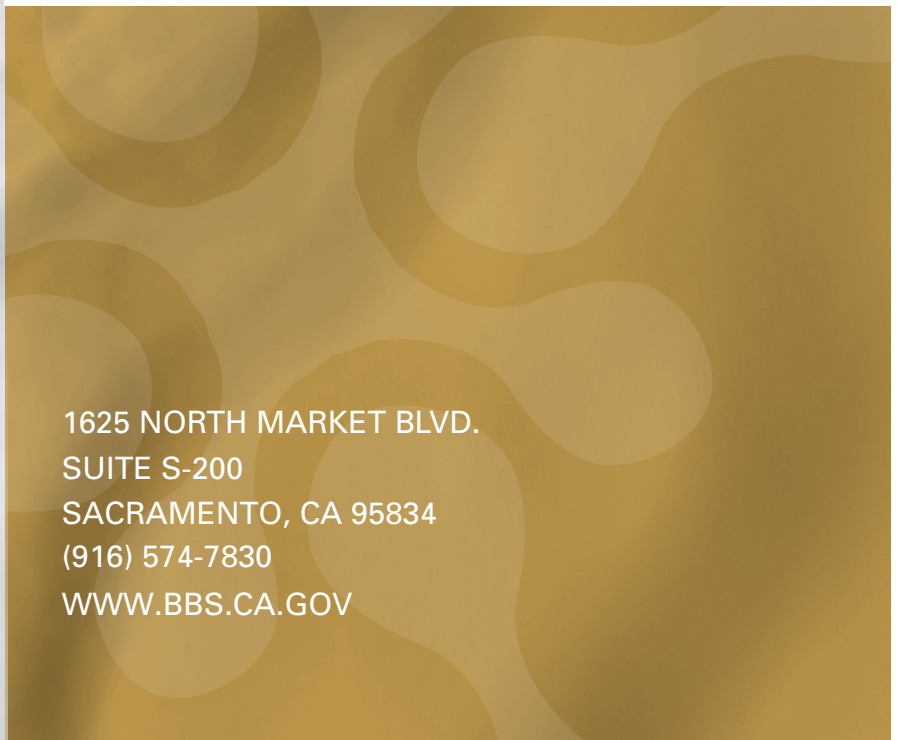 1625 NORTH MARKET BLVD.
SUITE S-200
SACRAMENTO, CA 95834
(916) 574-7830
WWW.BBS.CA.GOV